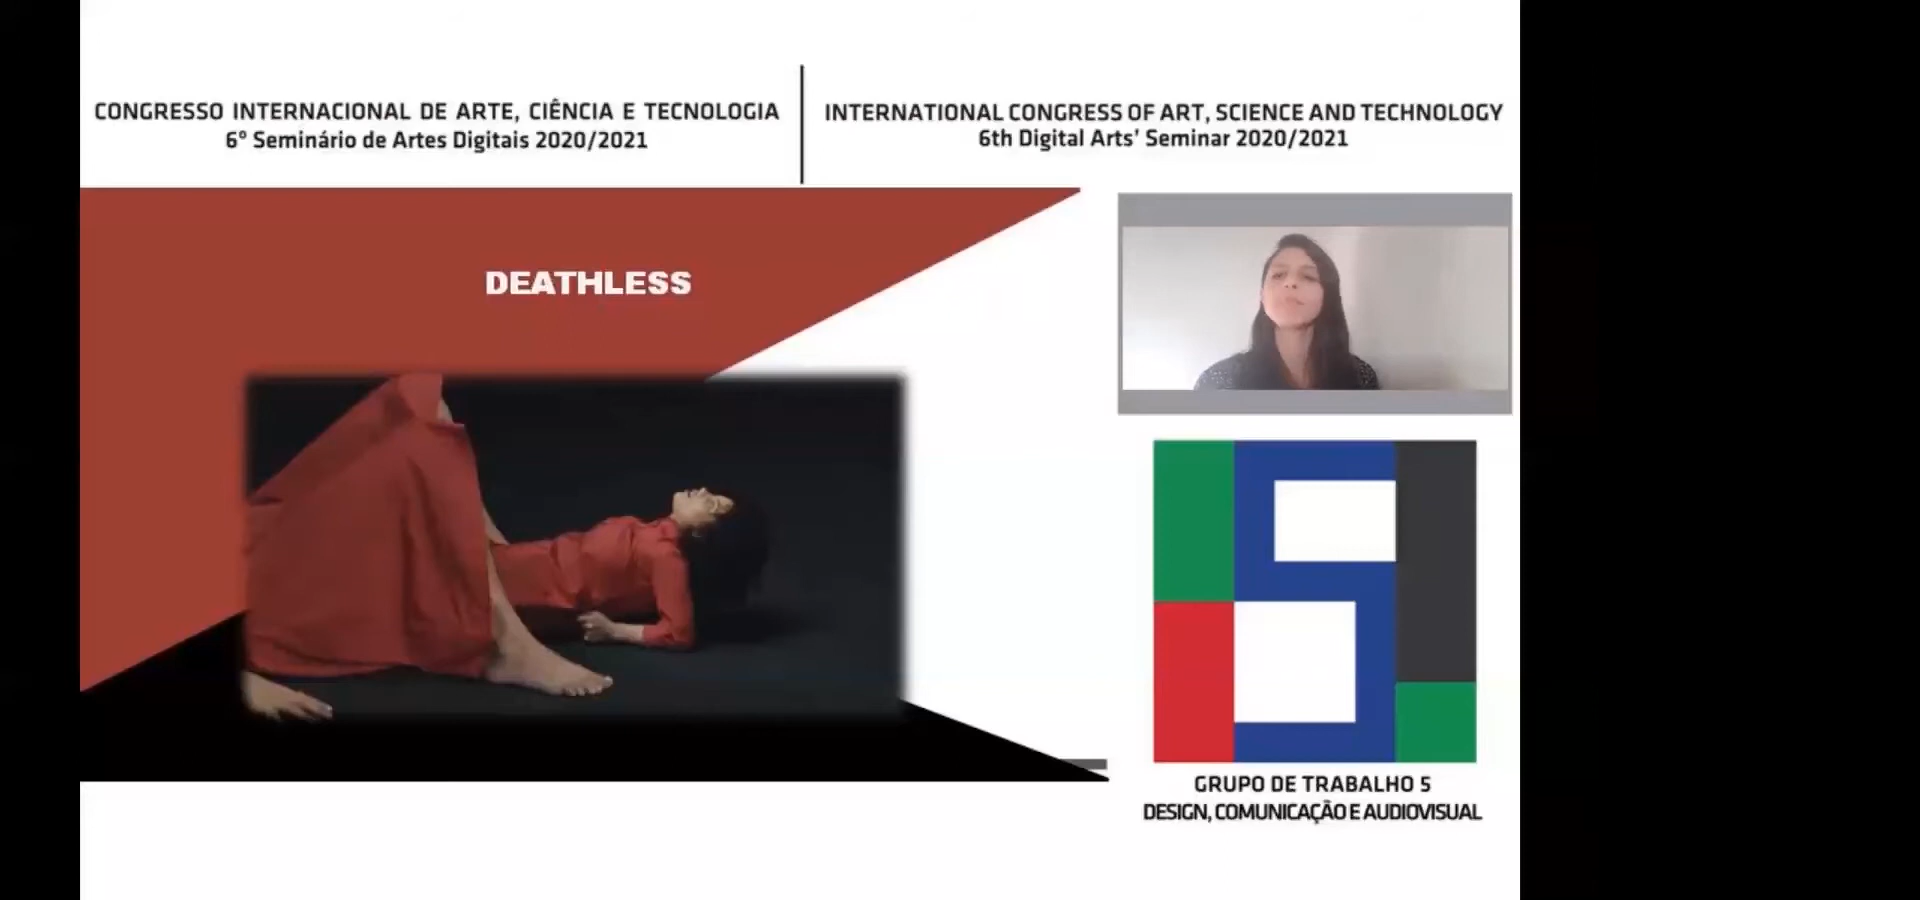 CONGRESSO INTERNACIONAL DE ARTE, CIÊNCIA E TECNOLOGIA
6º Seminário de Artes Digitais 2020/2021
INTERNATIONAL CONGRESS OF ART, SCIENCE AND TECHNOLOGY
6th Digital Arts' Seminar 2020/2021
DEATHLESS
GRUPO DE TRABALHO 5
DESIGN, COMUNICAÇÃO E AUDIOVISUAL